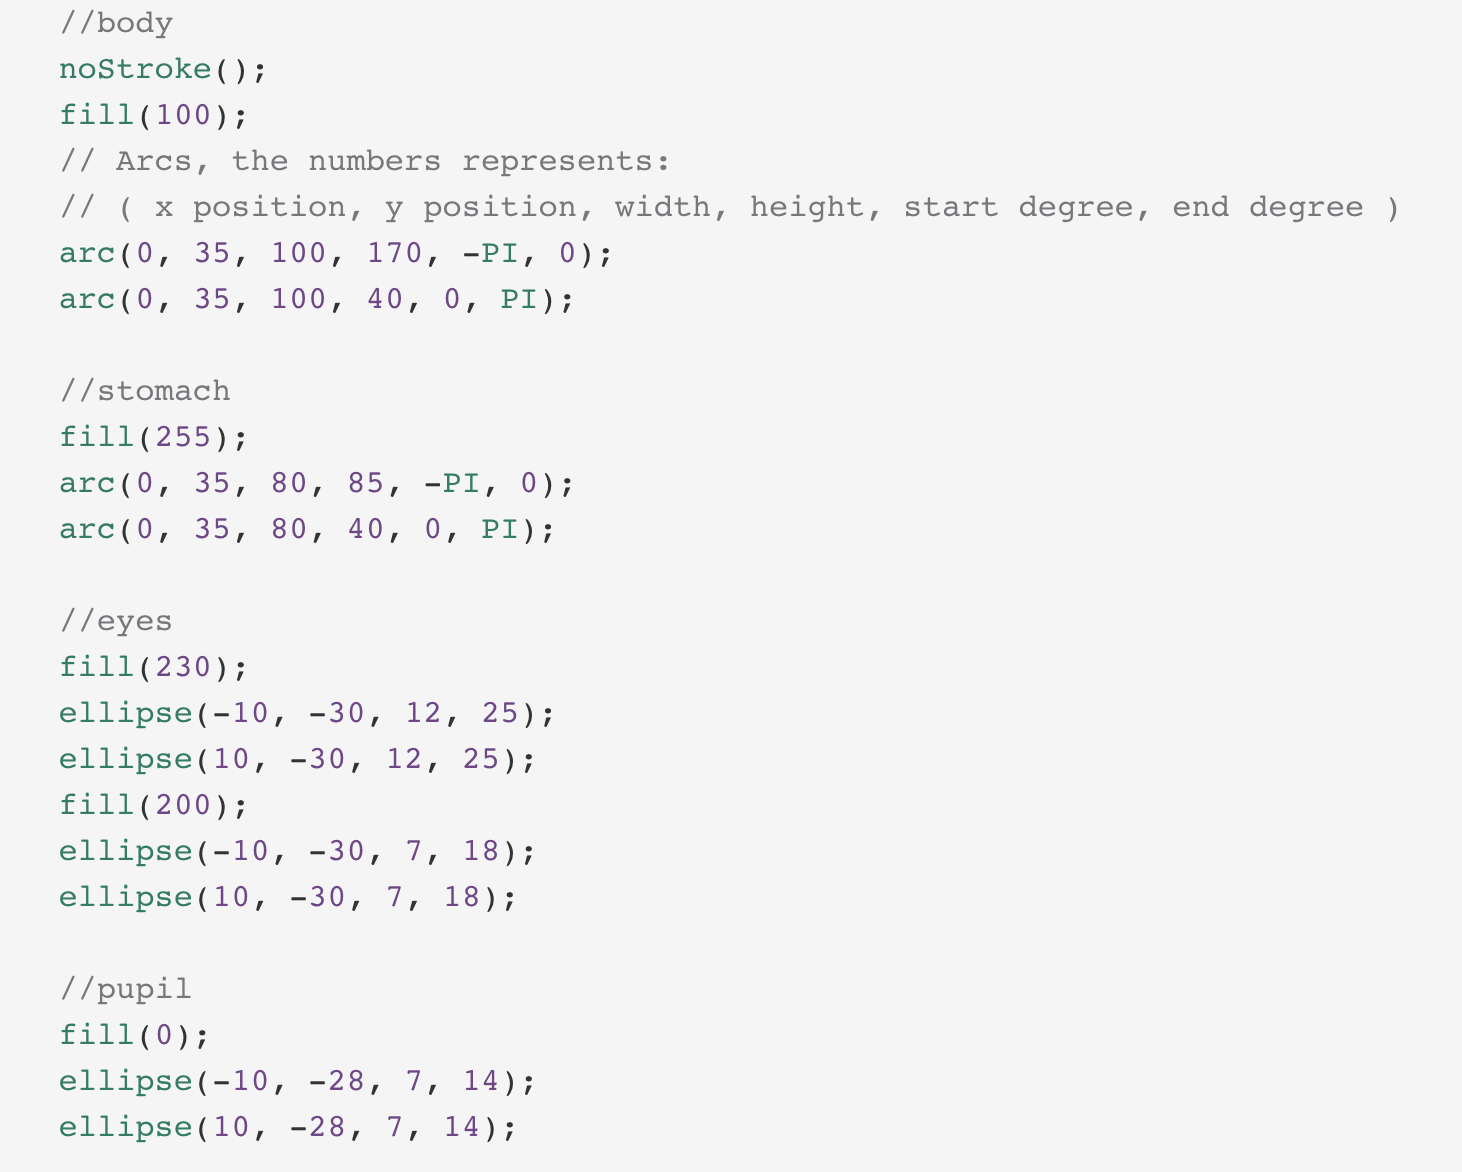 //body
noStroke();
fill(100);
// Arcs, the numbers represents:
// ( x position, y position, width, height, start degree, end degree )
arc(0, 35, 100, 170, -PI, 0);
arc(0, 35, 100, 40, 0, PI);

//stomach
fill(255);
arc(0, 35, 80, 85, -PI, 0);
arc(0, 35, 80, 40, 0, PI);

//eyes
fill(230);
ellipse(-10, -30, 12, 25);
ellipse(10, -30, 12, 25);
fill(200);
ellipse(-10, -30, 7, 18);
ellipse(10, -30, 7, 18);

//pupil
fill(0);
ellipse(-10, -28, 7, 14);
ellipse(10, -28, 7, 14);